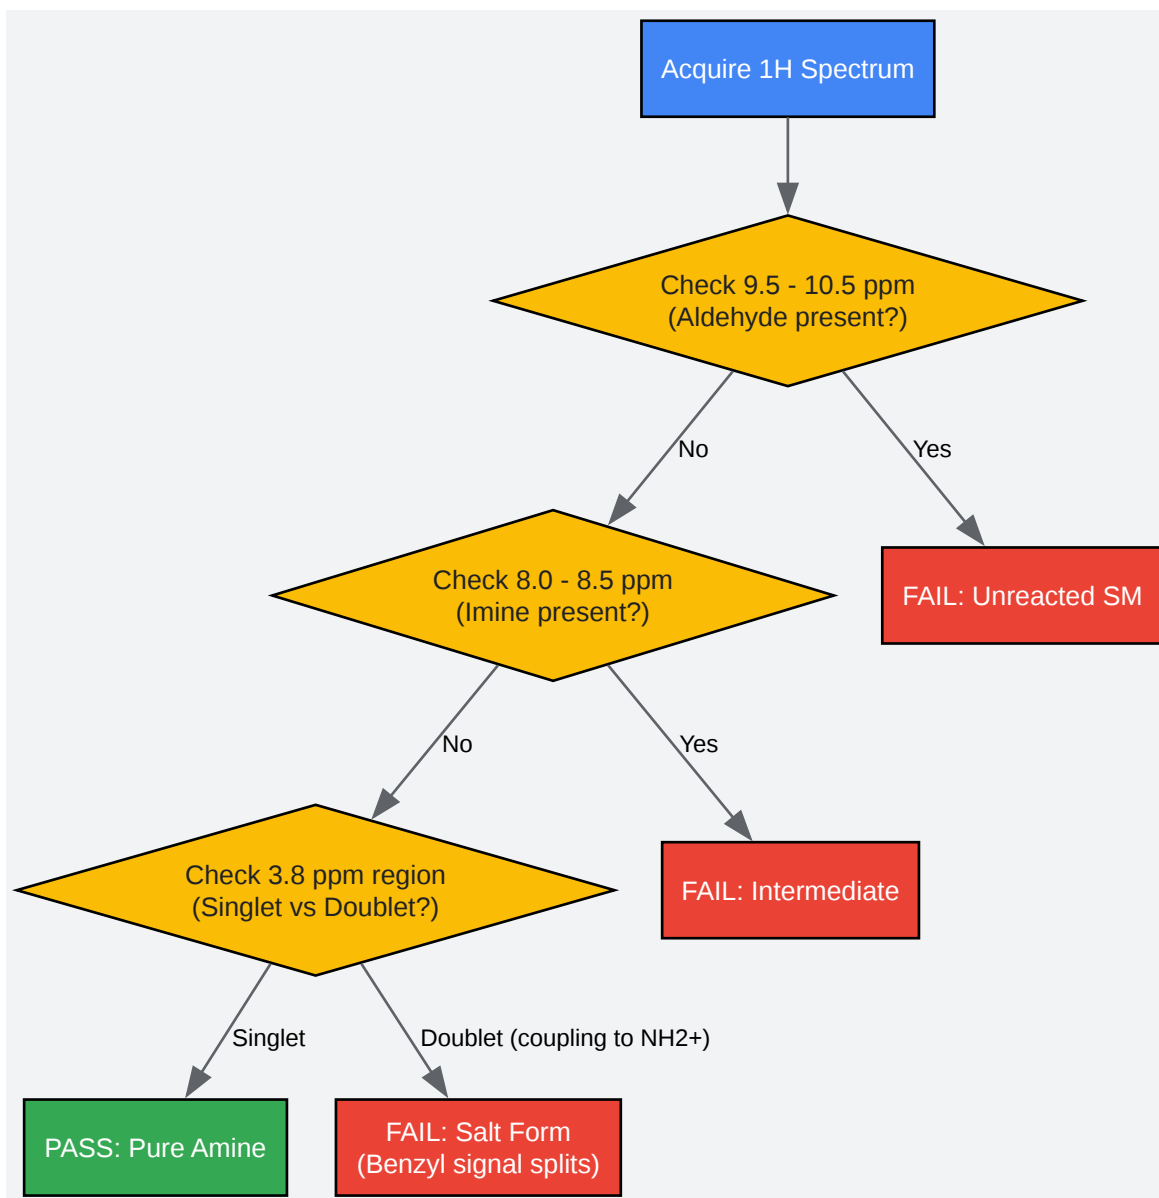 Acquire 1H Spectrum
Check 9.5 - 10.5 ppm
(Aldehyde present?)
No
Yes
Check 8.0 - 8.5 ppm
(Imine present?)
FAIL: Unreacted SM
No
Yes
Check 3.8 ppm region
(Singlet vs Doublet?)
FAIL: Intermediate
Singlet
Doublet (coupling to NH2+)
PASS: Pure Amine
FAIL: Salt Form
(Benzyl signal splits)